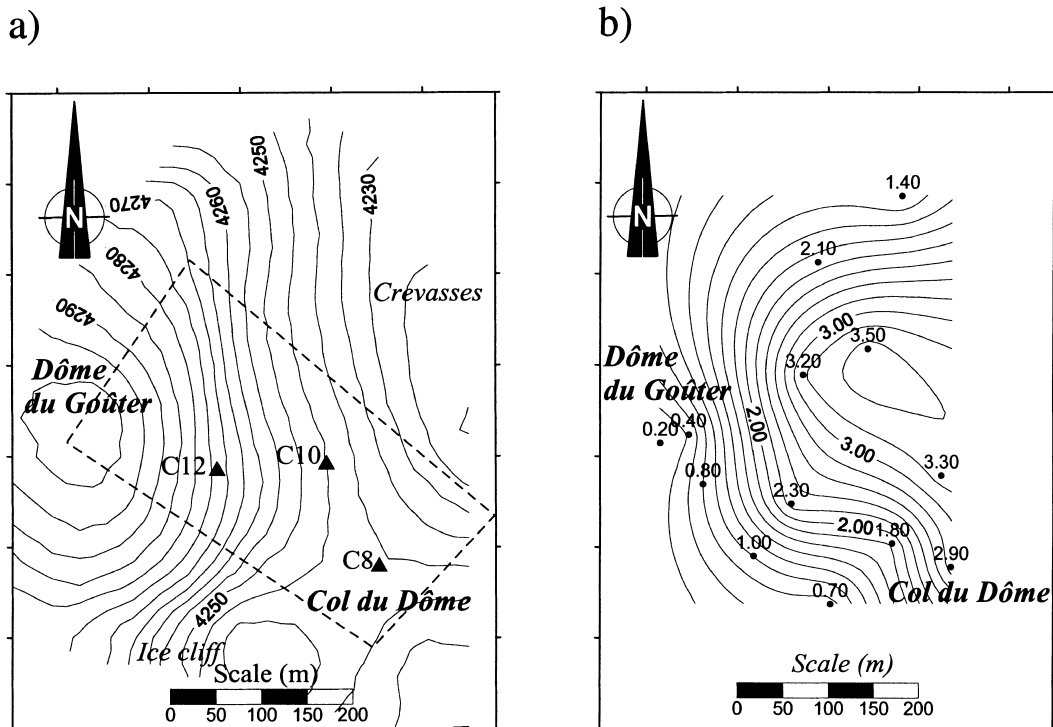 a)
4250
4230
4260
4270
N
4280
Crevasses
4290
Dôme
du Goûter
C12
C10
C8
Col du Dôme
4250
Ice cliff
Scale (m)
0 50 100 150 200
b)
1.40
N
2.10
3.00
3.50
Dôme
du Goûter
3.20
2.00
0.40
0.20
3.00
3.30
0.80
2.30
2.00
1.80
1.00
2.90
0.70
Col du Dôme
Scale (m)
0 50 100 150 200